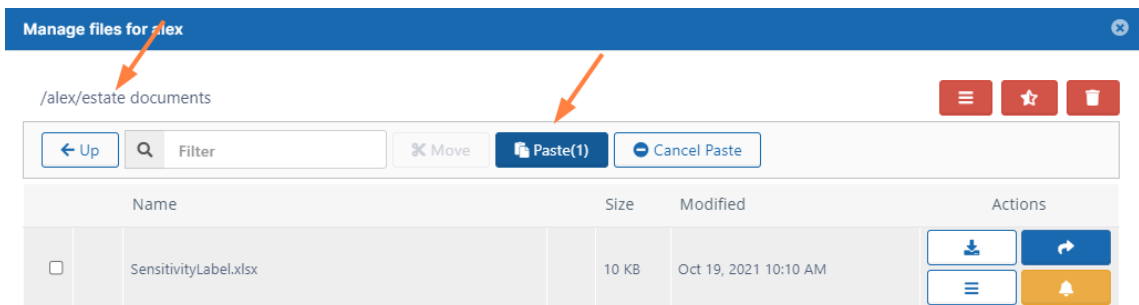 Manage files for alex
/alex/estate documents
Up
Filter
Move
Paste(1)
Cancel Paste
Name Size Modified Actions
SensitivityLabel.xlsx 10 KB Oct 19, 2021 10:10 AM